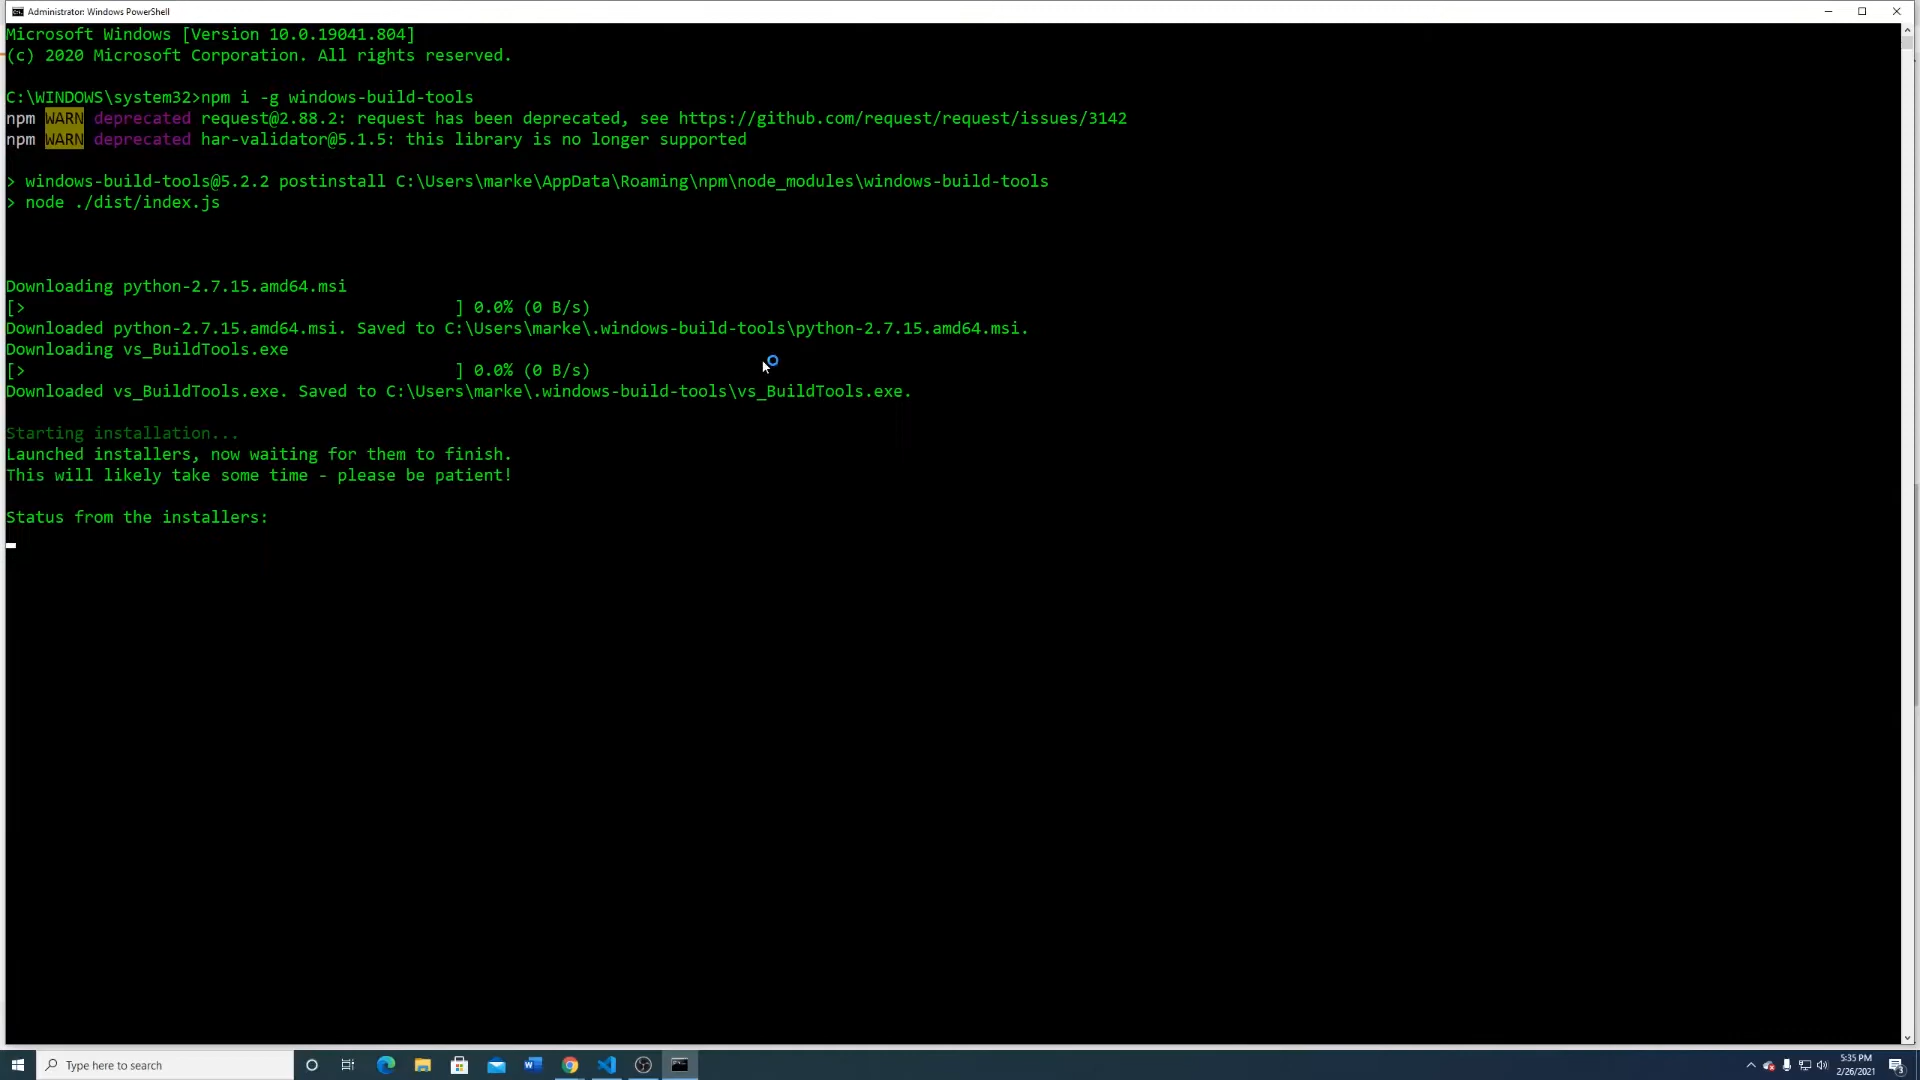 Administrator: Windows PowerShell
Microsoft Windows [Version 10.0.19041.804]
(c) 2020 Microsoft Corporation. All rights reserved.
C:\WINDOWS\system32>npm i -g windows-build-tools
npm WARN deprecated request@2.88.2: request has been deprecated, see https://github.com/request/request/issues/3142
npm WARN deprecated har-validator@5.1.5: this library is no longer supported
> windows-build-tools@5.2.2 postinstall C:\Users\marke\AppData\Roaming\npm\node_modules\windows-build-tools
> node ./dist/index.js
Downloading python-2.7.15.amd64.msi
[> ] 0.0% (0 B/s)
Downloaded python-2.7.15.amd64.msi. Saved to C:\Users\marke\.windows-build-tools\python-2.7.15.amd64.msi.
Downloading vs_BuildTools.exe
[> ] 0.0% (0 B/s)
Downloaded vs_BuildTools.exe. Saved to C:\Users\marke\.windows-build-tools\vs_BuildTools.exe.
Starting installation...
Launched installers, now waiting for them to finish.
This will likely take some time - please be patient!
Status from the installers:
Type here to search
5:35 PM
2/26/2021
3